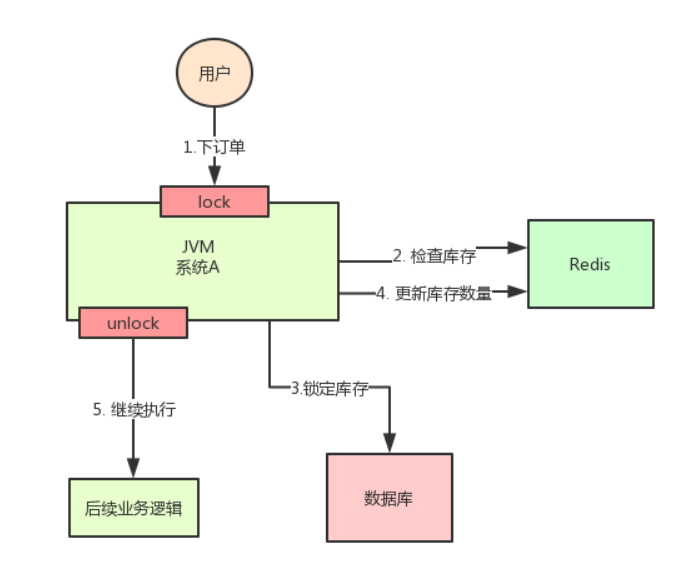 用户
1.下订单
lock
JVM
系统A
2. 检查库存
Redis
4. 更新库存数量
unlock
3.锁定库存
5. 继续执行
数据库
后续业务逻辑